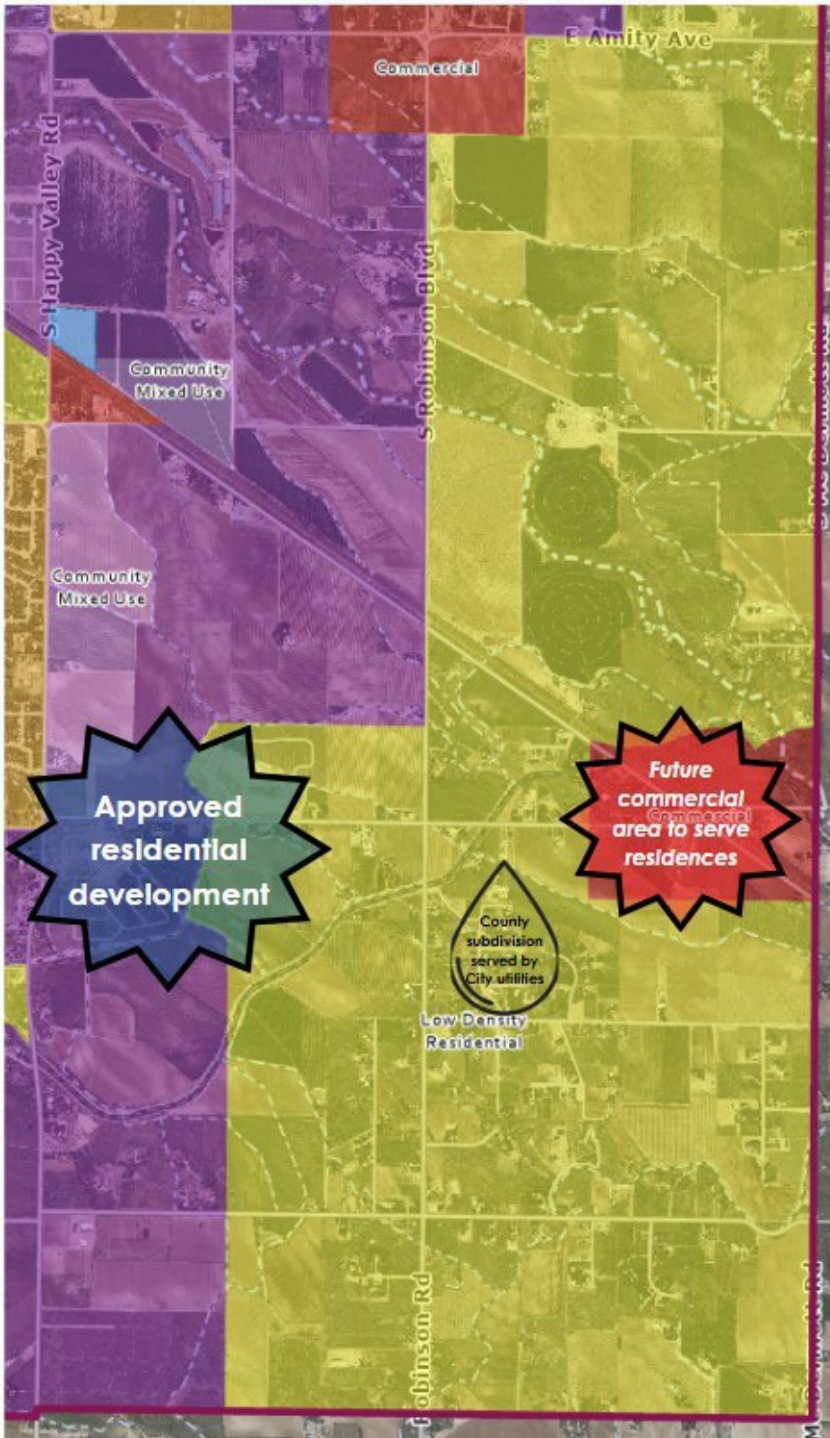 E Amity Ave
Commercial
S Happy Valley Rd
S Robinson Blvd
Community
Mixed Use
Community
Mixed Use
Approved
residential
development
Future
commercial
area to serve
residences
Commercial
County
subdivision
served by
City utilities
Low Density
Residential
Robinson Rd